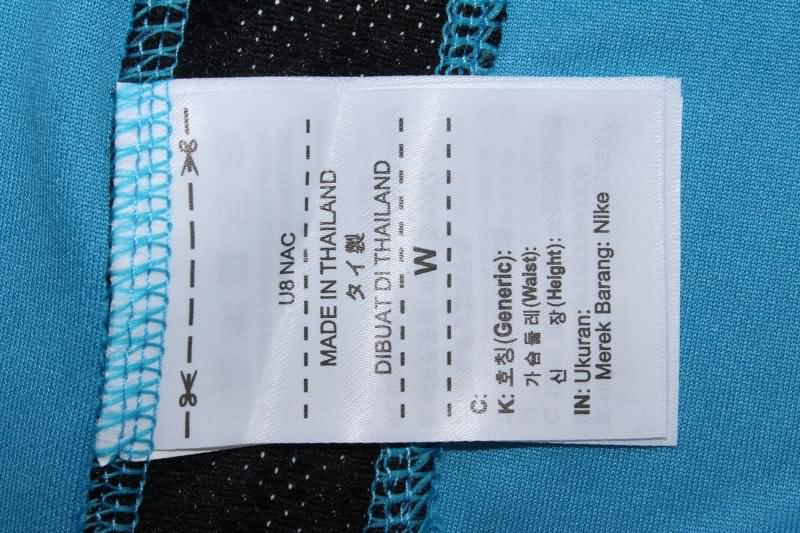 U8 NAC
MADE IN THAILAND
タイ製
DIBUAT DI THAILAND
W
C:
K: 호칭(Generic):
가슴둘레(Waist):
신 장(Height):
IN: Ukuran:
Merek Barang: Nike